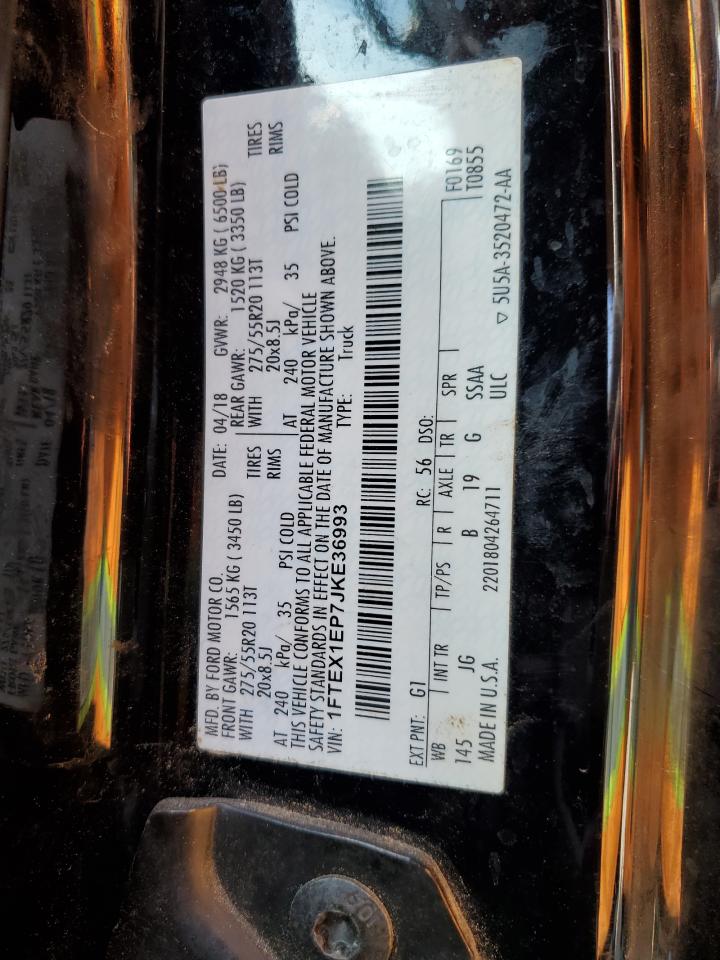 MFD. BY FORD MOTOR CO.
DATE: 04/18 GVWR: 2948 KG ( 6500 LB)
FRONT GAWR: 1565 KG ( 3450 LB)
REAR GAWR: 1520 KG ( 3350 LB)
WITH 275/55R20 113T TIRES
WITH 275/55R20 113T TIRES
20x8.5J RIMS
20x8.5J RIMS
AT 240 kPa/ 35 PSI COLD
AT 240 kPa/ 35 PSI COLD
THIS VEHICLE CONFORMS TO ALL APPLICABLE FEDERAL MOTOR VEHICLE
SAFETY STANDARDS IN EFFECT ON THE DATE OF MANUFACTURE SHOWN ABOVE.
VIN: 1FTEX1EP7JKE36993 TYPE: Truck
EXT PNT: G1 RC: 56 DSO: F0169
WB INT TR TP/PS R AXLE TR SPR T0855
145 JG B 19 G SSAA
MADE IN U.S.A. 2201804264711 ULC ▽ 5U5A-3520472-AA